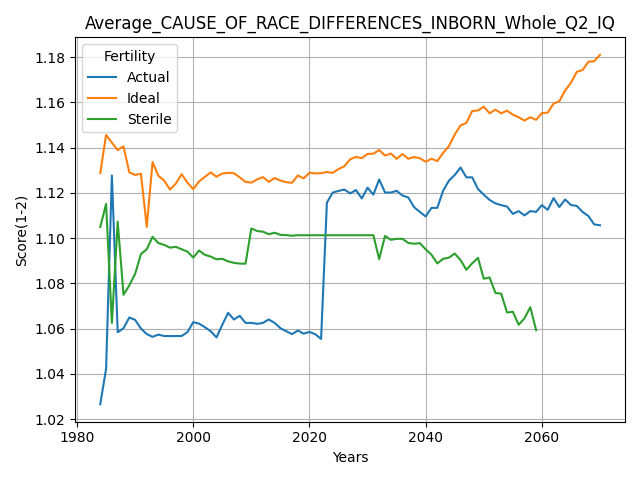 Average_CAUSE_OF_RACE_DIFFERENCES_INBORN_Whole_Q2_IQ
Fertility
Actual
Ideal
Sterile
Score(1-2)
1.18
1.16
1.14
1.12
1.10
1.08
1.06
1.04
1.02
1980
2000
2020
2040
2060
Years